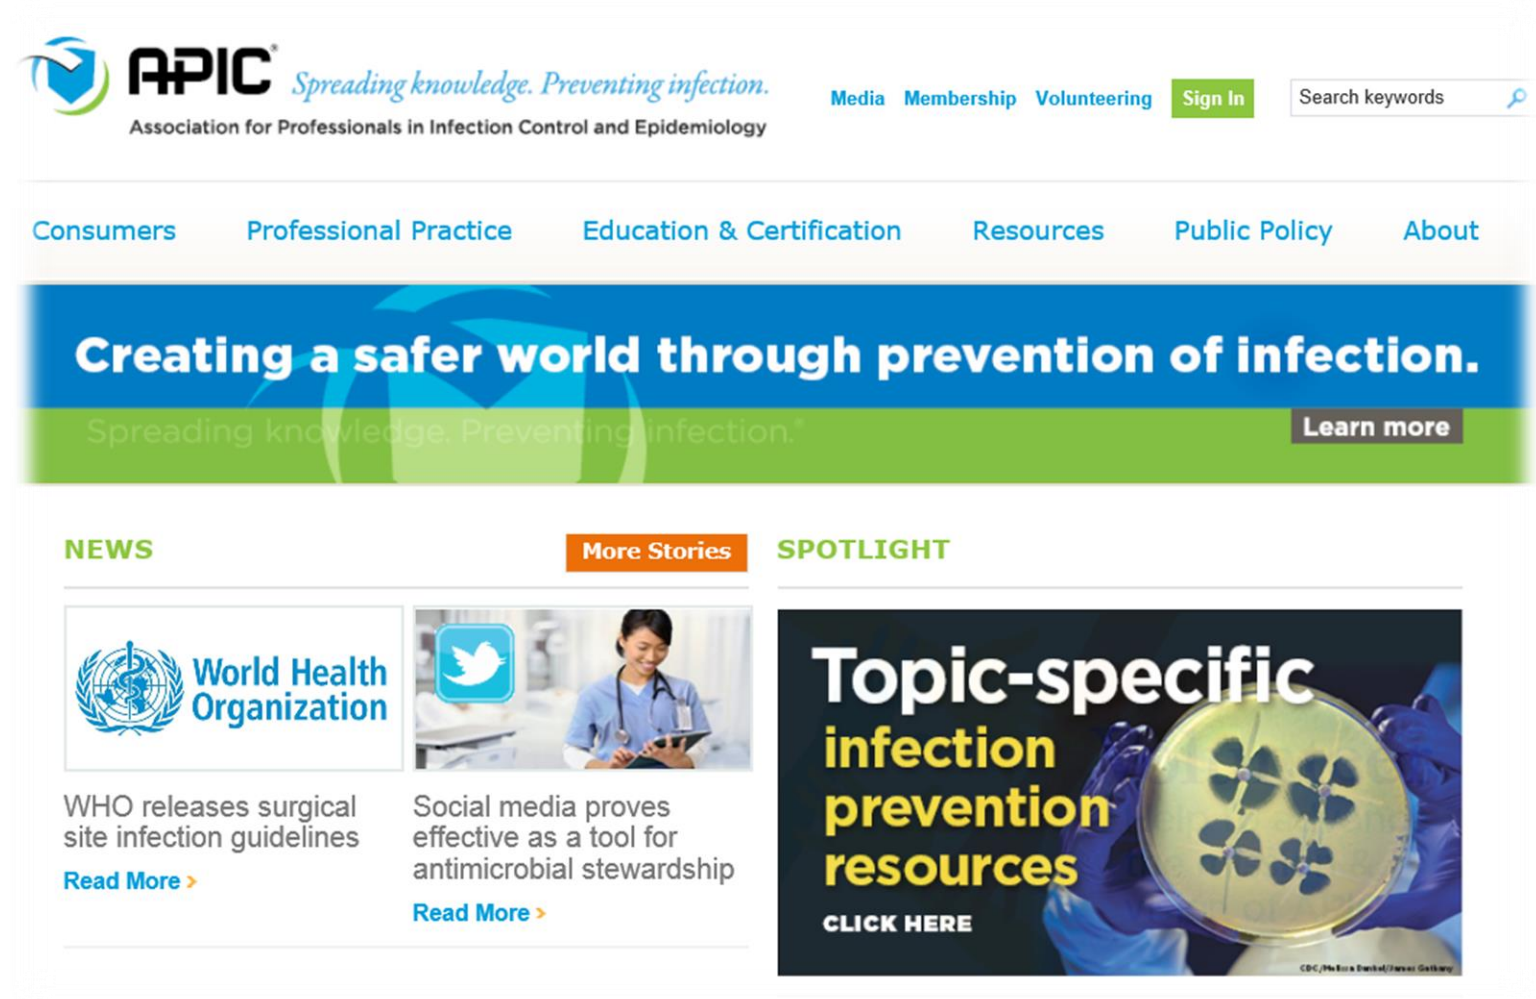 APIC® Spreading knowledge. Preventing infection.
Association for Professionals in Infection Control and Epidemiology
Media Membership Volunteering Sign In Search keywords
Consumers Professional Practice Education & Certification Resources Public Policy About
Creating a safer world through prevention of infection.
Spreading knowledge. Preventing infection.®
Learn more
NEWS More Stories
World Health
Organization
WHO releases surgical
site infection guidelines
Read More >
Social media proves
effective as a tool for
antimicrobial stewardship
Read More >
SPOTLIGHT
Topic-specific
infection
prevention
resources
CLICK HERE